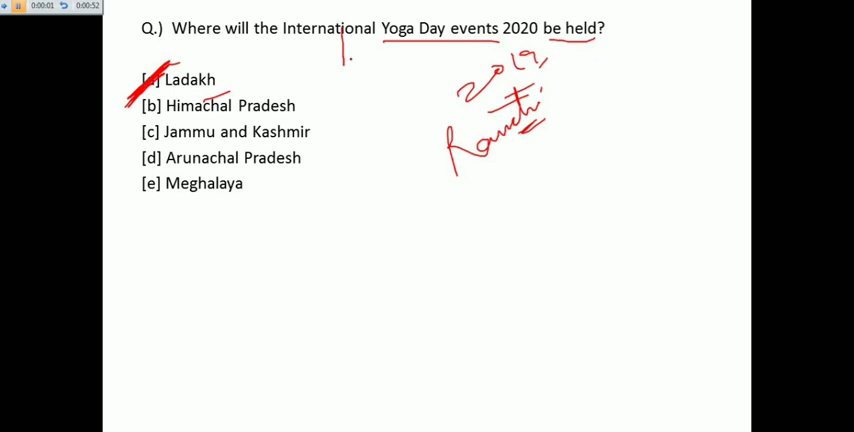 0:00:01 0:00:52
Q.) Where will the International Yoga Day events 2020 be held?
2019,
[a] Ladakh
[b] Himachal Pradesh
Ranchi
[c] Jammu and Kashmir
[d] Arunachal Pradesh
[e] Meghalaya